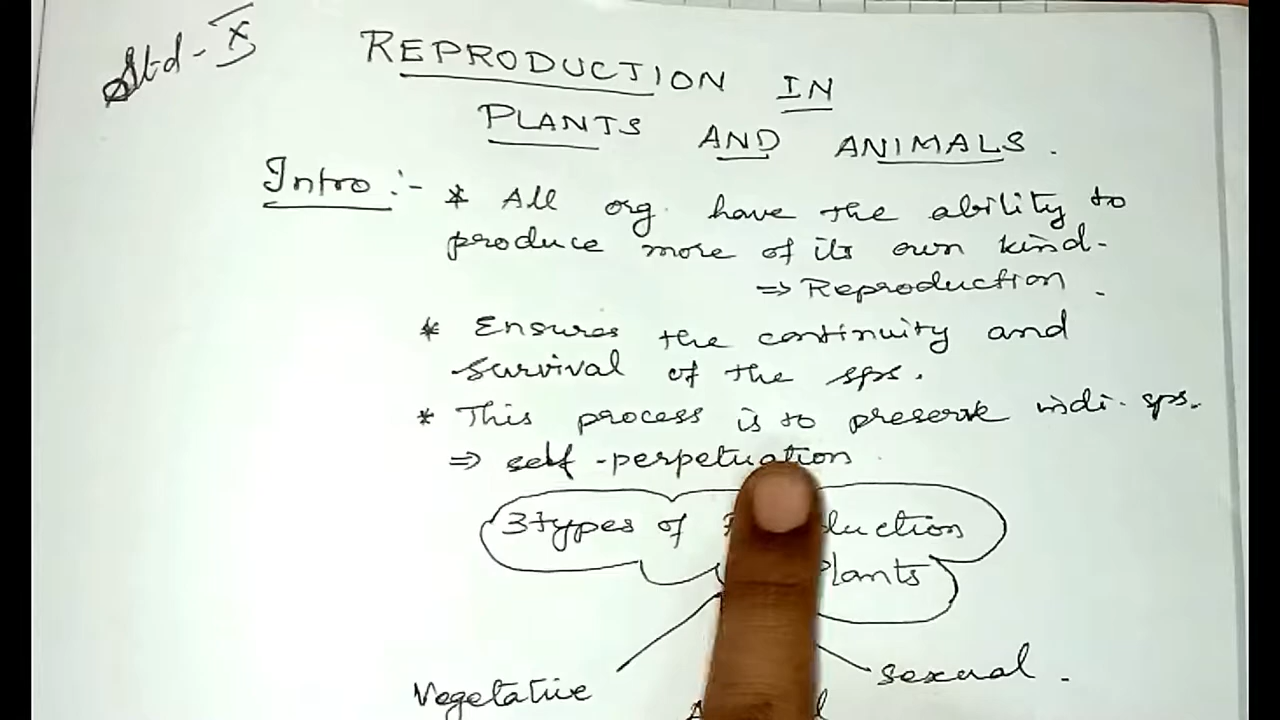 Std - X
REPRODUCTION IN
PLANTS AND ANIMALS.
Intro :- * All org. have the ability to
produce more of its own kind.
⇒ Reproduction.
* Ensures the continuity and
survival of the sps.
* This process is to preserve indi. sps.
⇒ self-perpetuation
3 types of
Plants
sexual.
Vegetative